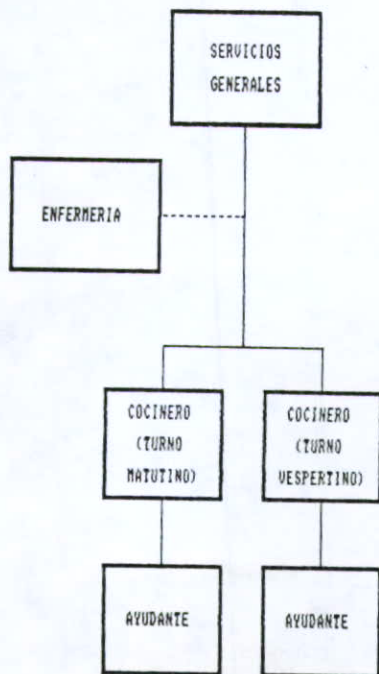 SERVICIOS
GENERALES
ENFERMERIA
COCINERO
(TURNO
MATUTINO)
COCINERO
(TURNO
VESPERTINO)
AYUDANTE
AYUDANTE